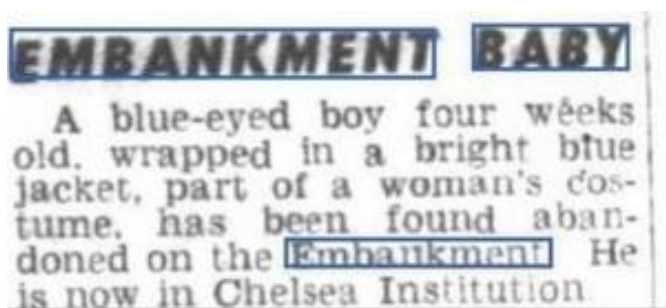 EMBANKMENT BABY
A blue-eyed boy four weeks
old, wrapped in a bright blue
jacket, part of a woman's cos-
tume, has been found aban-
doned on the Embankment. He
is now in Chelsea Institution.